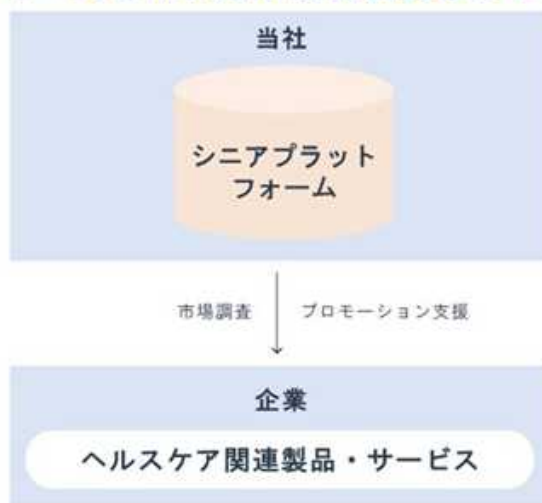 当社
シニアプラット
フォーム
市場調査 プロモーション支援
企業
ヘルスケア関連製品・サービス